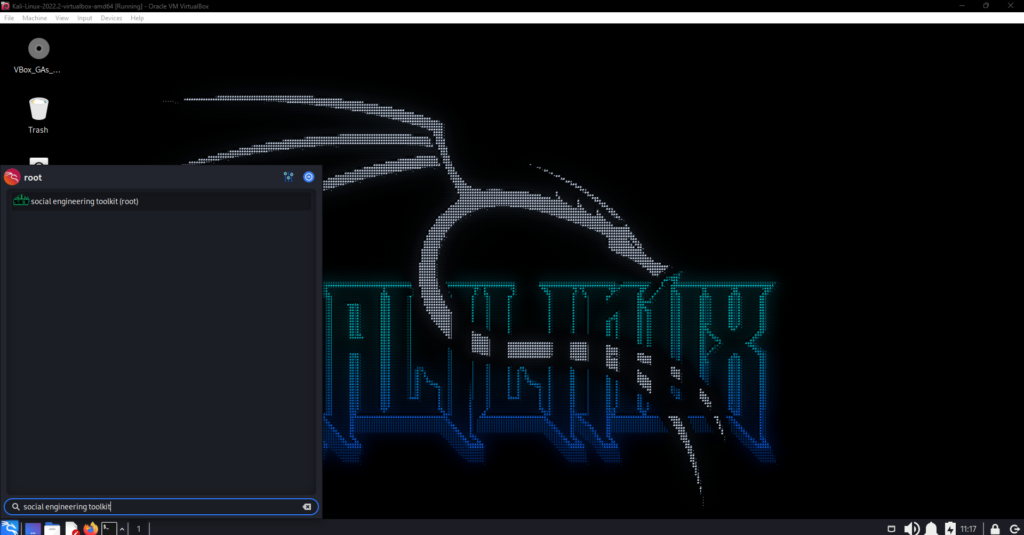 Kali-Linux-2022.2-virtualbox-amd64 [Running] - Oracle VM VirtualBox
File Machine View Input Devices Help
VBox_GAs_...
Trash
root
social engineering toolkit (root)
KALI LINUX
social engineering toolkit
1
11:17